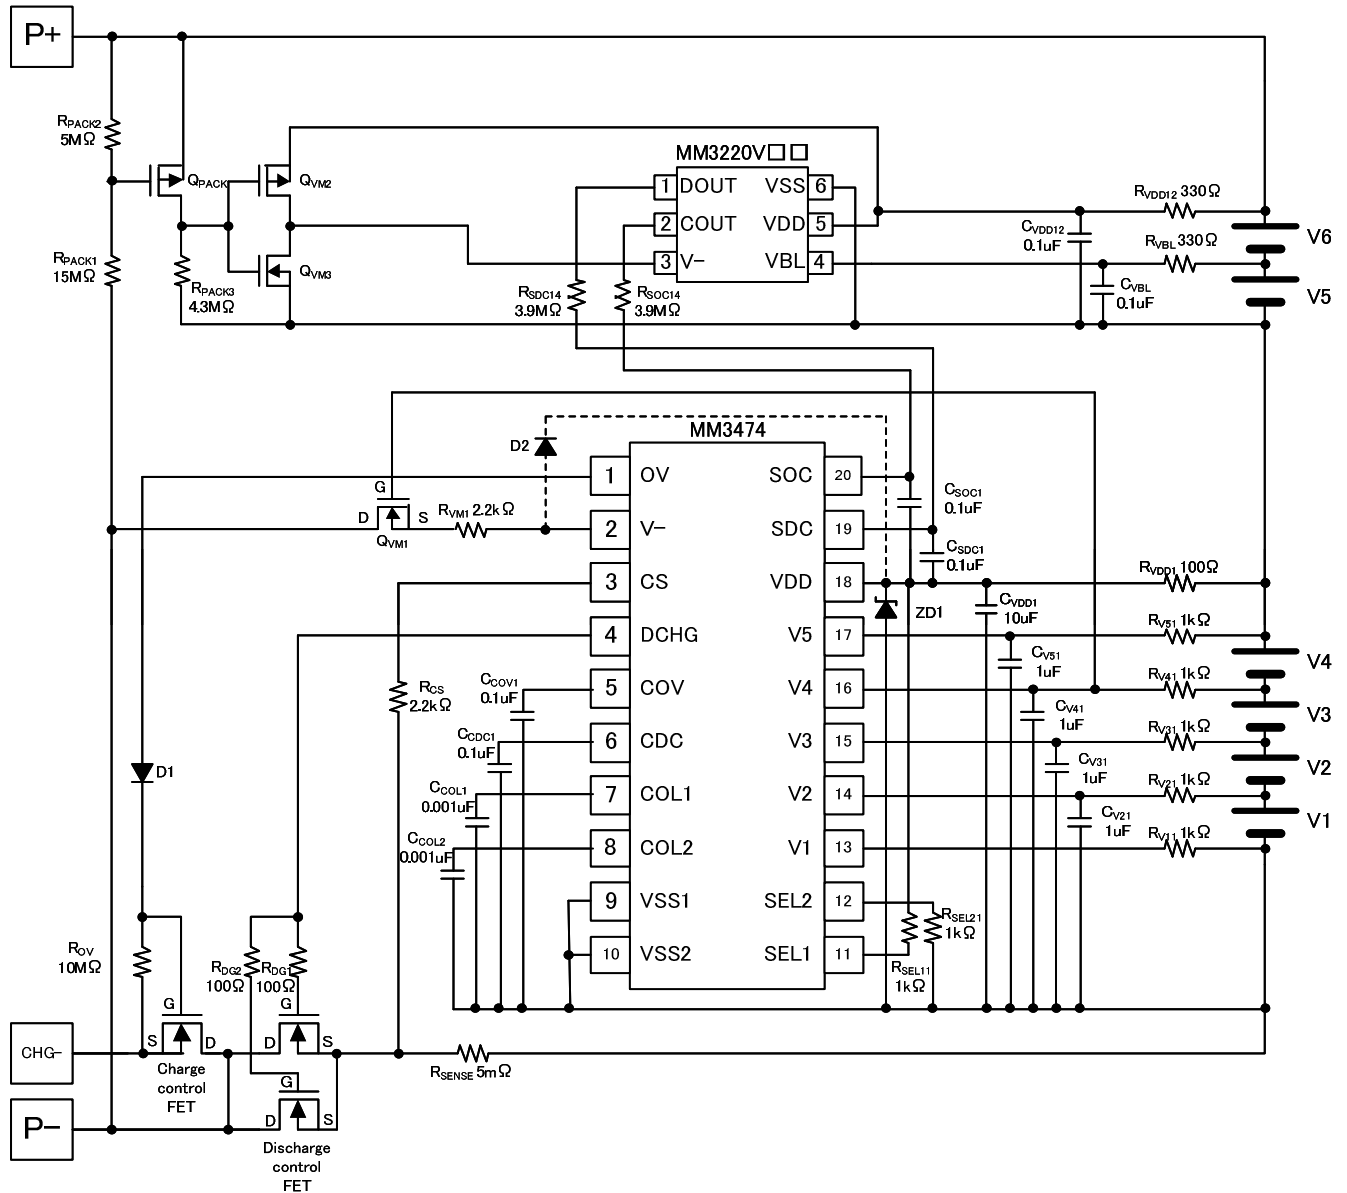 P+
RPACK2
5MΩ
QPACK
QVM2
MM3220V□□
1 DOUT VSS 6
2 COUT VDD 5
3 V- VBL 4
RVDD12 330Ω
CVDD12
0.1uF
RVBL 330Ω
V6
RPACK1
15MΩ
QVM3
RPACK3
4.3MΩ
RSDC14
3.9MΩ
RSOC14
3.9MΩ
CVBL
0.1uF
V5
MM3474
D2
1 OV SOC 20
2 V- SDC 19
3 CS VDD 18
4 DCHG V5 17
5 COV V4 16
6 CDC V3 15
7 COL1 V2 14
8 COL2 V1 13
9 VSS1 SEL2 12
10 VSS2 SEL1 11
G
D
S
QVM1
RVM1 2.2kΩ
CSOC1
0.1uF
CSDC1
0.1uF
RVDD1 100Ω
ZD1
CVDD1
10uF
RV51 1kΩ
CV51
1uF
V4
RV41 1kΩ
CV41
1uF
V3
RV31 1kΩ
CV31
1uF
V2
RV21 1kΩ
CV21
1uF
V1
RV11 1kΩ
RCS
2.2kΩ
CCOV1
0.1uF
CCDC1
0.1uF
CCOL1
0.001uF
CCOL2
0.001uF
D1
RSEL21
1kΩ
RSEL11
1kΩ
ROV
10MΩ
RDG2
100Ω
RDG1
100Ω
G
S
D
G
D
S
CHG-
Charge
control
FET
RSENSE 5mΩ
G
D
S
P-
Discharge
control
FET